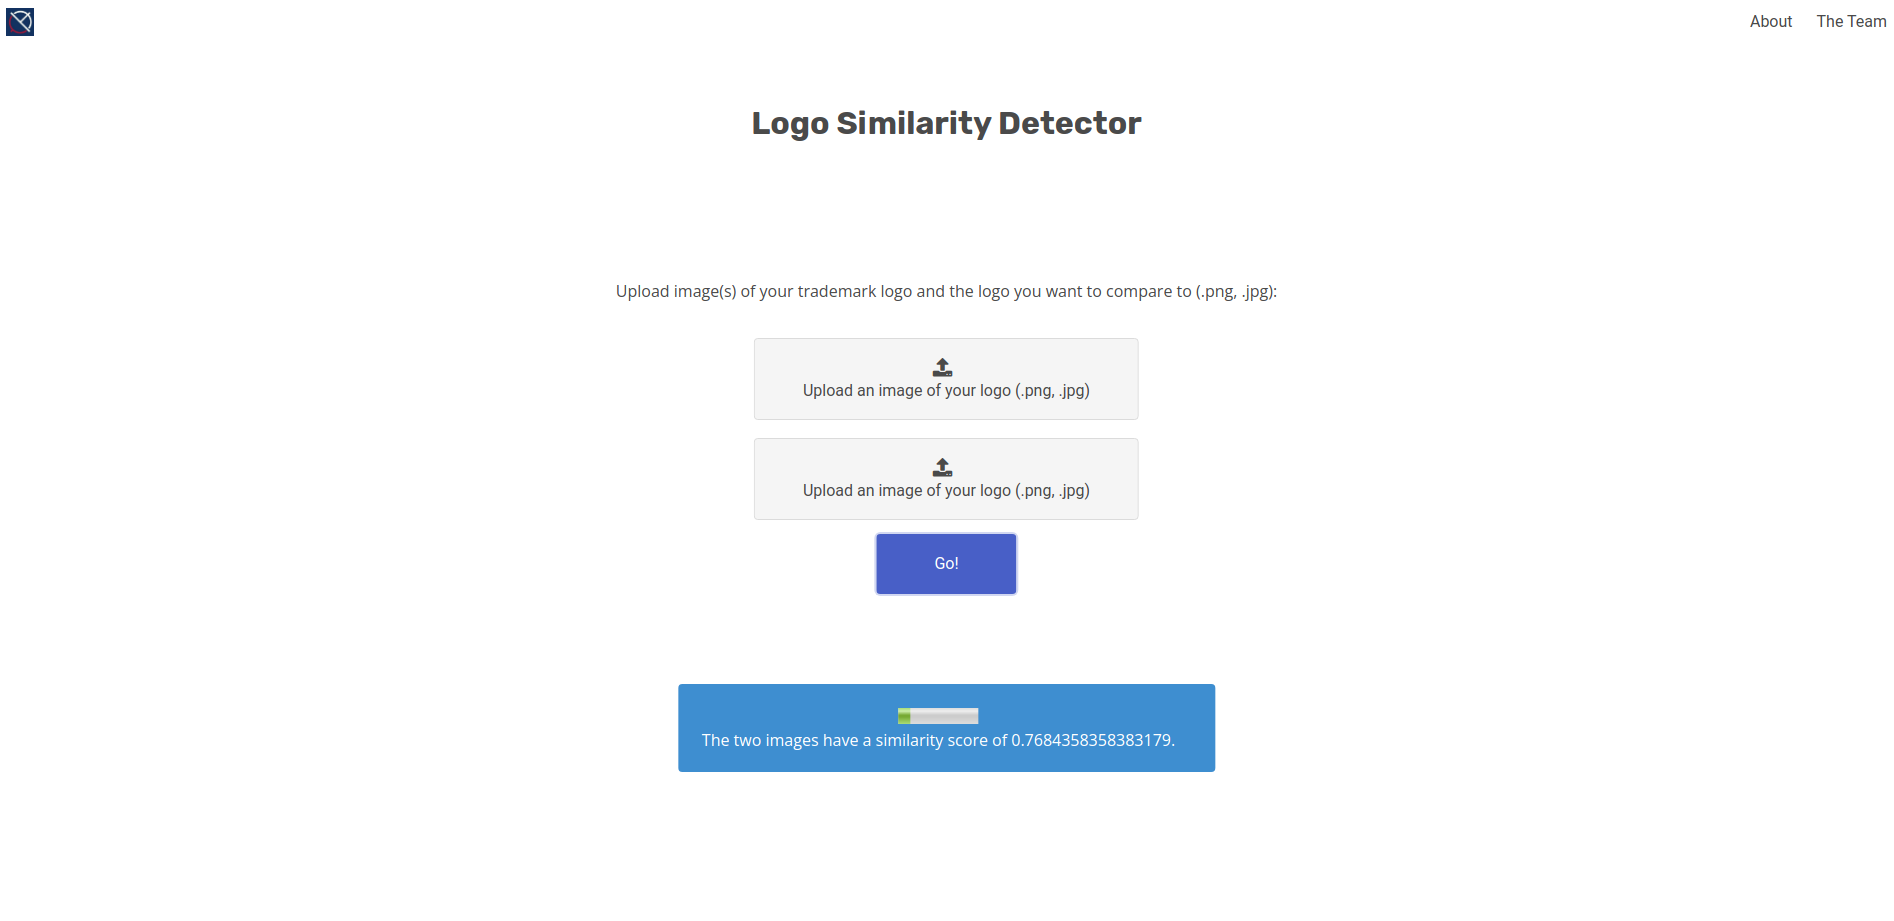 About The Team
Logo Similarity Detector
Upload image(s) of your trademark logo and the logo you want to compare to (.png, .jpg):
Upload an image of your logo (.png, .jpg)
Upload an image of your logo (.png, .jpg)
Go!
The two images have a similarity score of 0.7684358358383179.